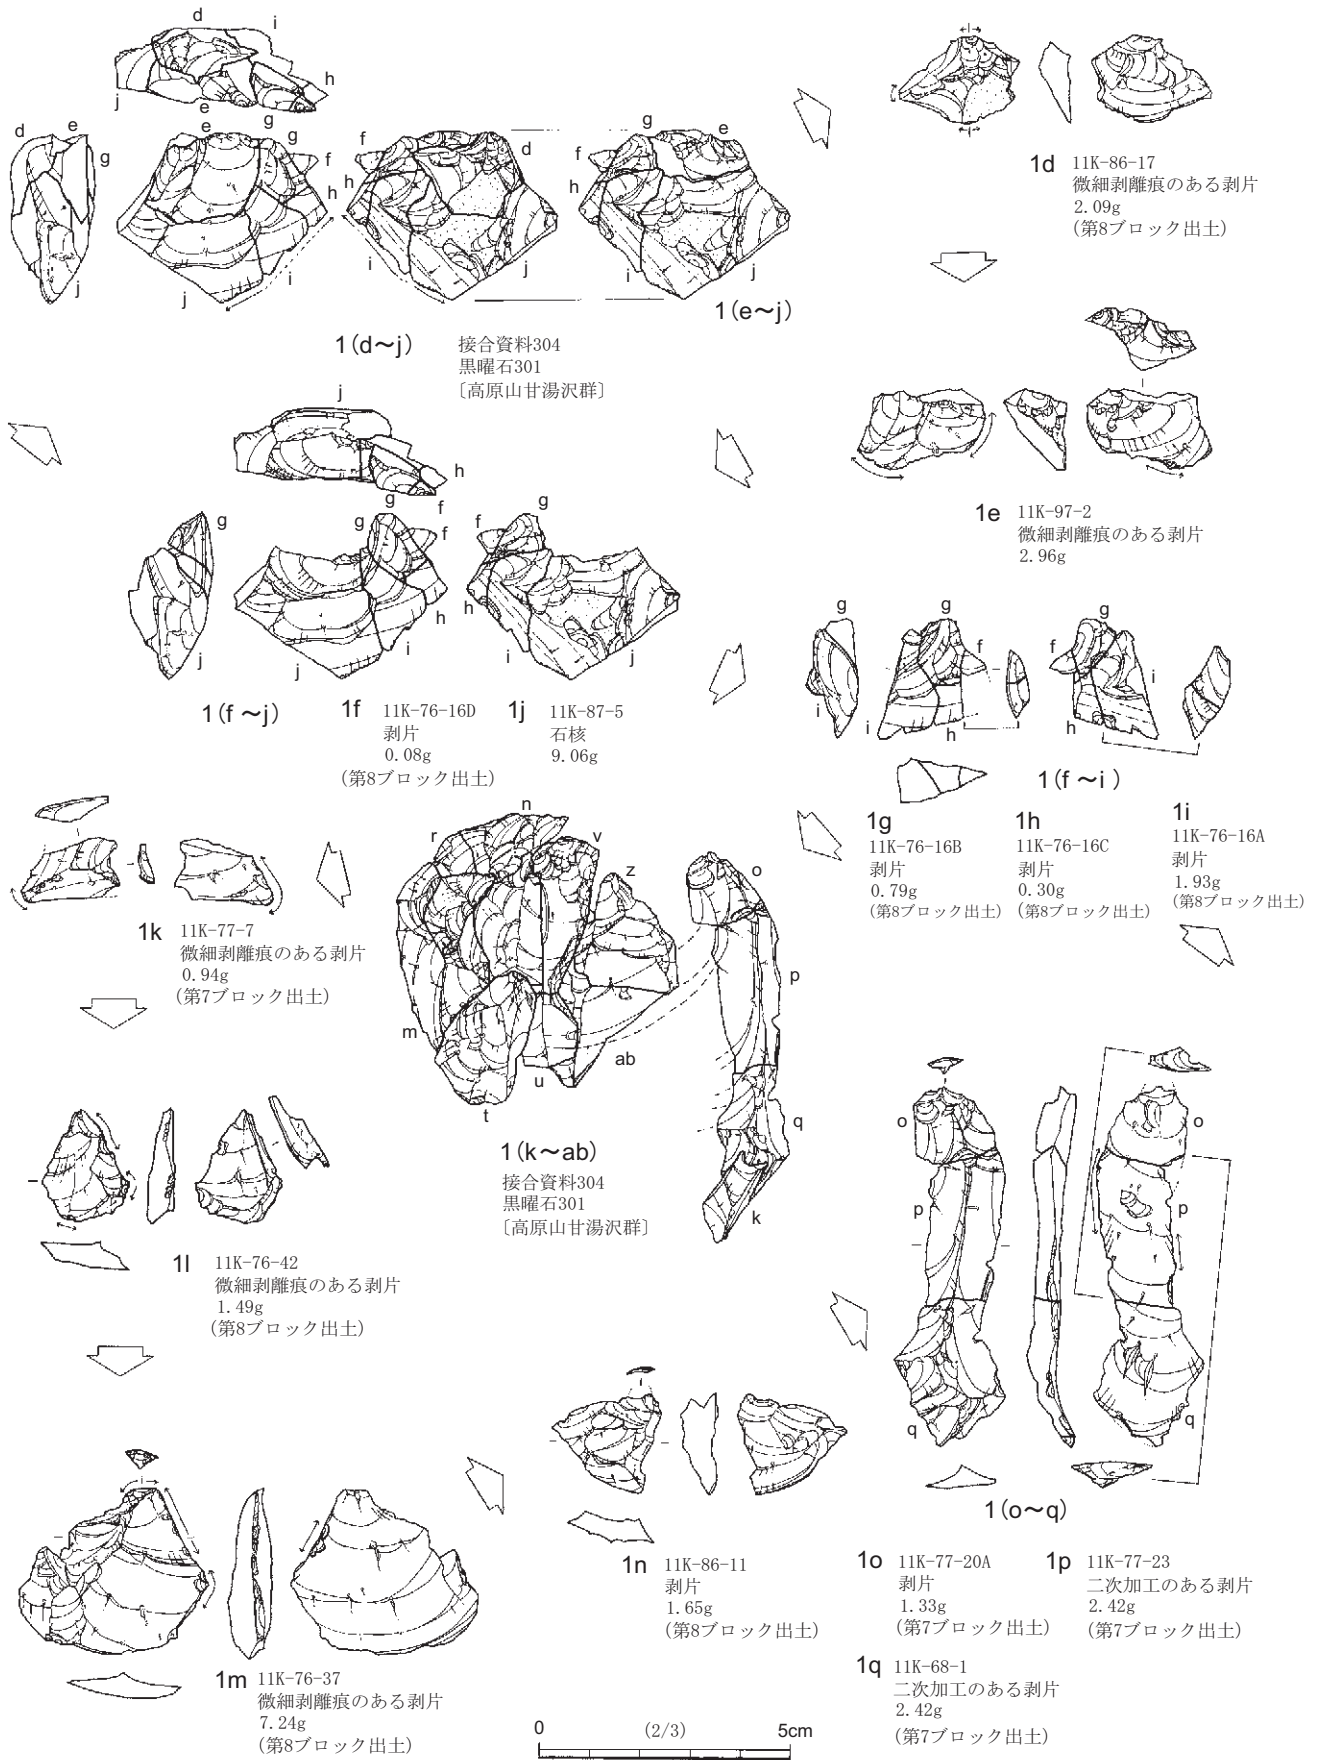 d
i
j
e
h
d
e
g
j
e
g
g
f
h
i
j
f
h
d
i
j
g
e
f
h
i
j
1(d～j)
接合資料304
黒曜石301
〔高原山甘湯沢群〕
1(e～j)
1d
11K-86-17
微細剥離痕のある剥片
2.09g
(第8ブロック出土)
1e
11K-97-2
微細剥離痕のある剥片
2.96g
j
h
f
g
g
j
g
f
h
i
j
g
f
h
i
j
1(f～j)
1f
11K-76-16D
剥片
0.08g
(第8ブロック出土)
1j
11K-87-5
石核
9.06g
g
i
g
f
i
h
g
f
i
h
1(f～i)
1g
11K-76-16B
剥片
0.79g
(第8ブロック出土)
1h
11K-76-16C
剥片
0.30g
(第8ブロック出土)
1i
11K-76-16A
剥片
1.93g
(第8ブロック出土)
1k
11K-77-7
微細剥離痕のある剥片
0.94g
(第7ブロック出土)
n
r
v
z
o
p
m
u
ab
t
q
k
1(k～ab)
接合資料304
黒曜石301
〔高原山甘湯沢群〕
1l
11K-76-42
微細剥離痕のある剥片
1.49g
(第8ブロック出土)
1m
11K-76-37
微細剥離痕のある剥片
7.24g
(第8ブロック出土)
1n
11K-86-11
剥片
1.65g
(第8ブロック出土)
o
p
q
o
p
q
1(o～q)
1o
11K-77-20A
剥片
1.33g
(第7ブロック出土)
1p
11K-77-23
二次加工のある剥片
2.42g
(第7ブロック出土)
1q
11K-68-1
二次加工のある剥片
2.42g
(第7ブロック出土)
0
(2/3)
5cm